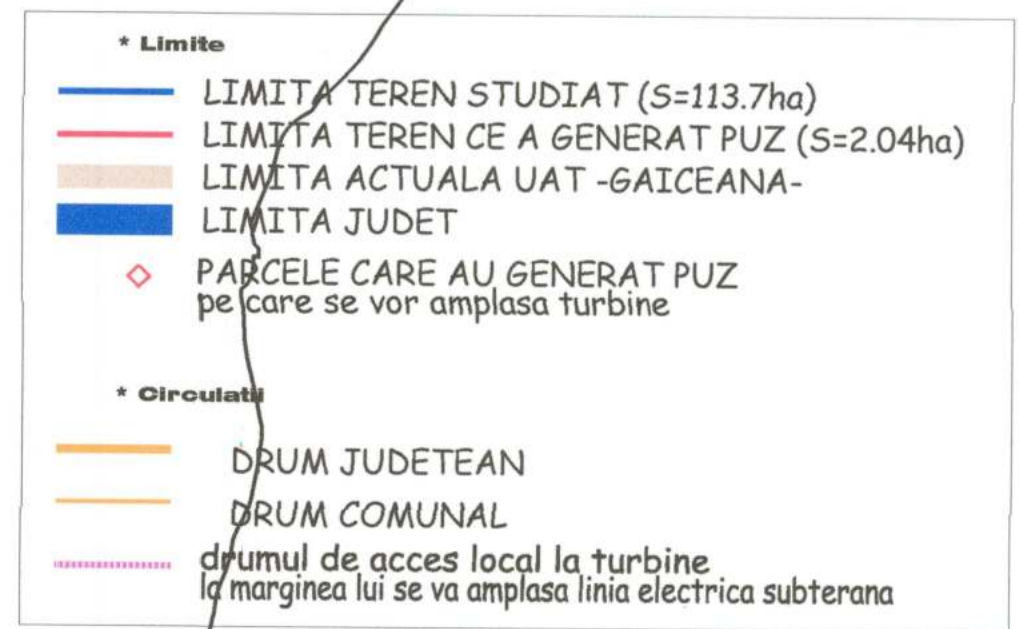 * Limite
LIMITA TEREN STUDIAT (S=113.7ha)
LIMITA TEREN CE A GENERAT PUZ (S=2.04ha)
LIMITA ACTUALA UAT -GAICEANA-
LIMITA JUDET
PARCELE CARE AU GENERAT PUZ
pe care se vor amplasa turbine
* Circulatii
DRUM JUDETEAN
DRUM COMUNAL
drumul de acces local la turbine
la marginea lui se va amplasa linia electrica subterana